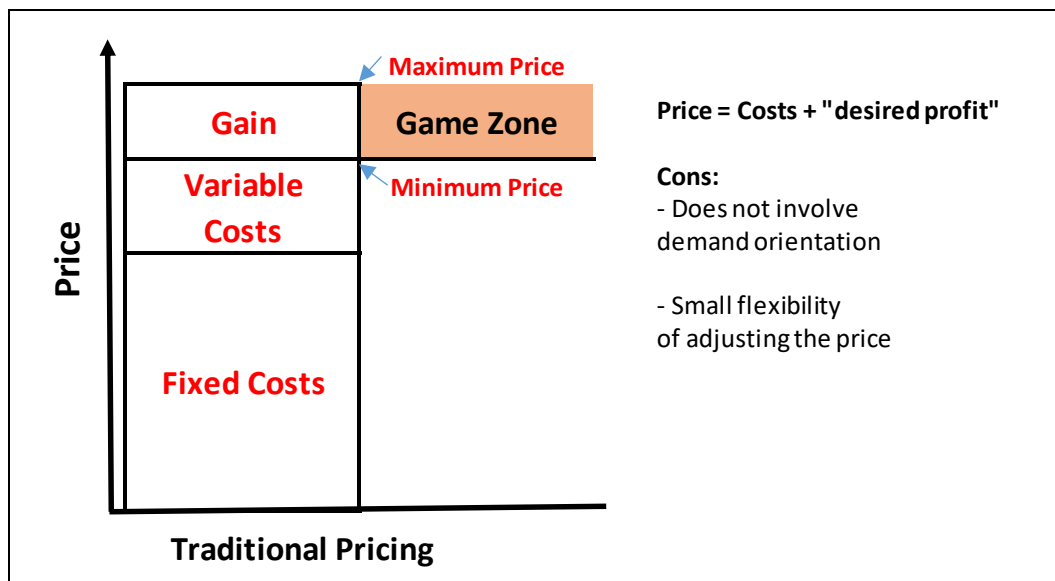 Price
Maximum Price
Gain
Game Zone
Minimum Price
Variable
Costs
Fixed Costs
Traditional Pricing
Price = Costs + "desired profit"
Cons:
- Does not involve
demand orientation
- Small flexibility
of adjusting the price